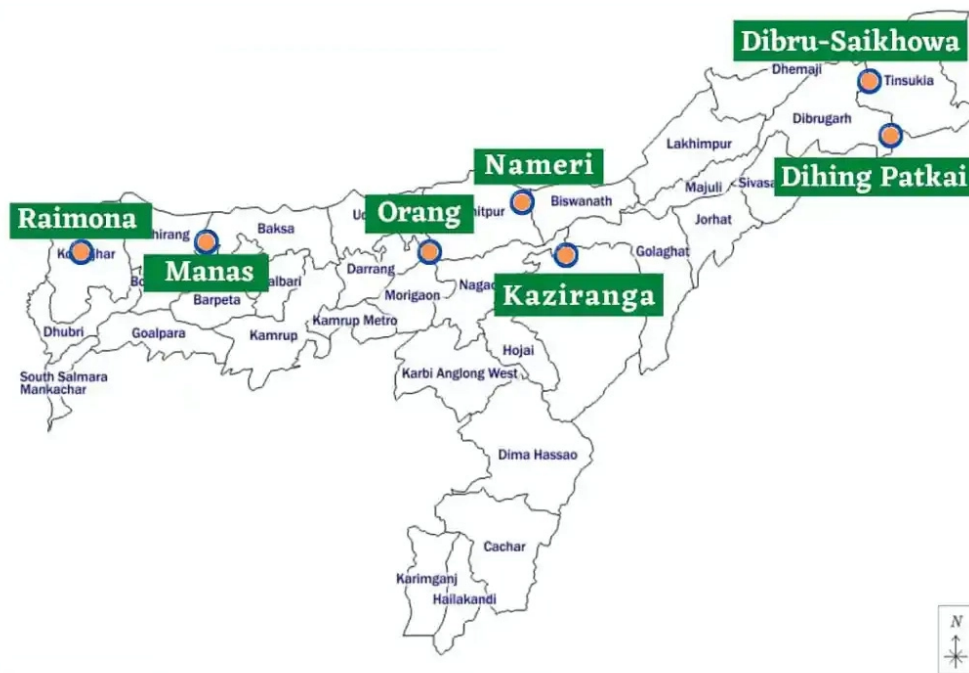 Dibru-Saikhowa
Dhemaji
Tinsukia
Dibrugarh
Lakhimpur
Nameri
Dihing Patkai
Majuli
Biswanath
Orang
Raimona
Jorhat
Baksa
Golaghat
Manas
Darrang
Kaziranga
Morigaon
Barpeta
Kamrup Metro
Dhubri
Goalpara
Kamrup
Hojai
South Salmara
Mankachar
Karbi Anglong West
Dima Hassao
Cachar
Karimganj
Hailakandi
N